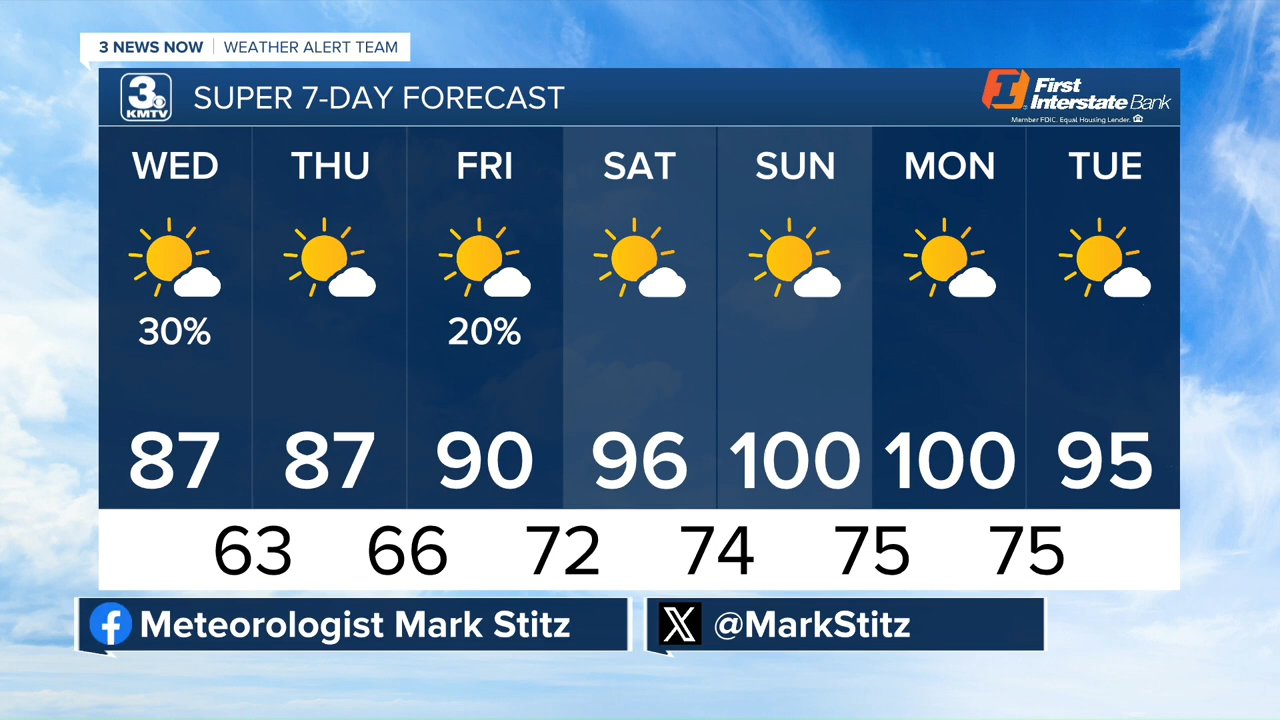 3 NEWS NOW | WEATHER ALERT TEAM
3 KMTV
SUPER 7-DAY FORECAST
First
Interstate Bank
Member FDIC. Equal Housing Lender.
WED THU FRI SAT SUN MON TUE
30% 20%
87 87 90 96 100 100 95
63 66 72 74 75 75
Meteorologist Mark Stitz
@MarkStitz